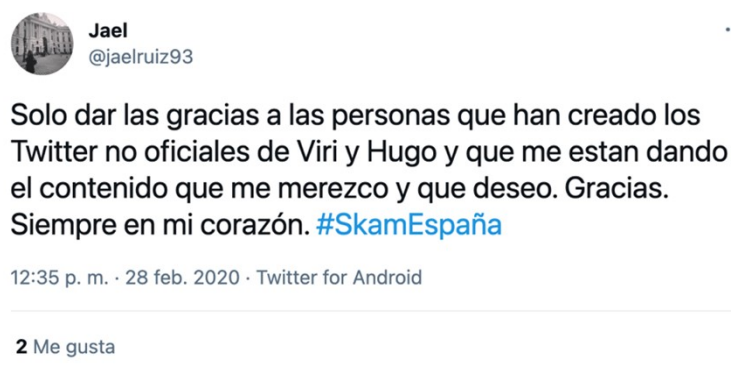 Jael
@jaelruiz93
Solo dar las gracias a las personas que han creado los
Twitter no oficiales de Viri y Hugo y que me estan dando
el contenido que me merezco y que deseo. Gracias.
Siempre en mi corazón. #SkamEspaña
12:35 p. m. · 28 feb. 2020 · Twitter for Android
2 Me gusta